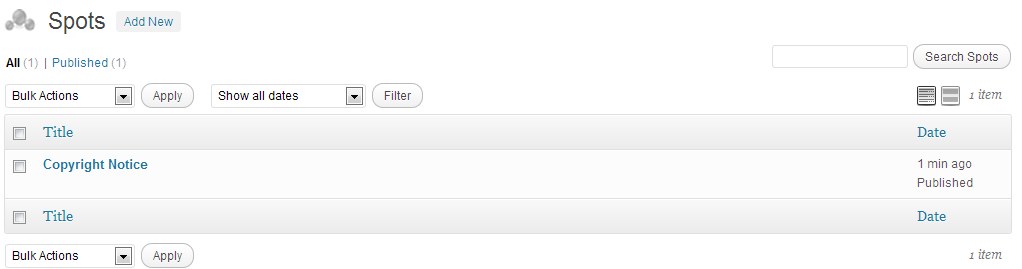 Spots Add New
All (1) | Published (1)
Search Spots
Bulk Actions Apply Show all dates Filter 1 item
Title Date
Copyright Notice 1 min ago
Published
Title Date
Bulk Actions Apply 1 item